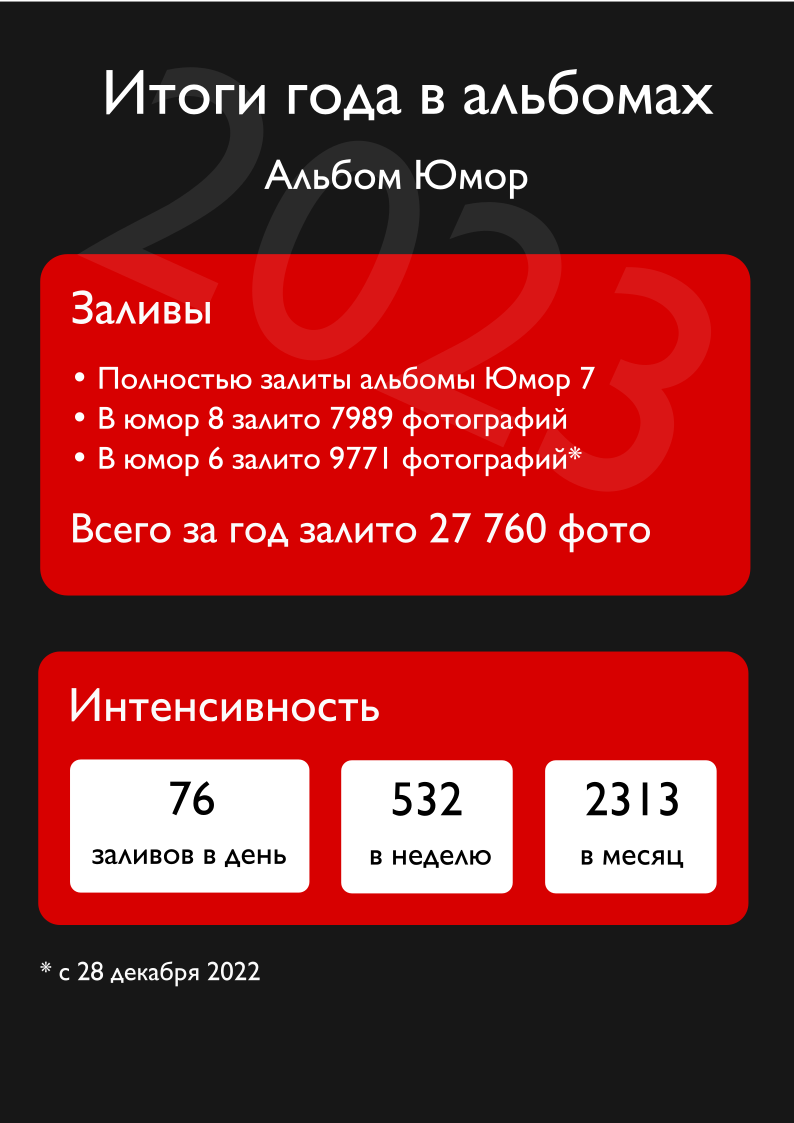 2023
Итоги года в альбомах
Альбом Юмор
Заливы
• Полностью залиты альбомы Юмор 7
• В юмор 8 залито 7989 фотографий
• В юмор 6 залито 9771 фотографий*
Всего за год залито 27 760 фото
Интенсивность
76
заливов в день
532
в неделю
2313
в месяц
* с 28 декабря 2022